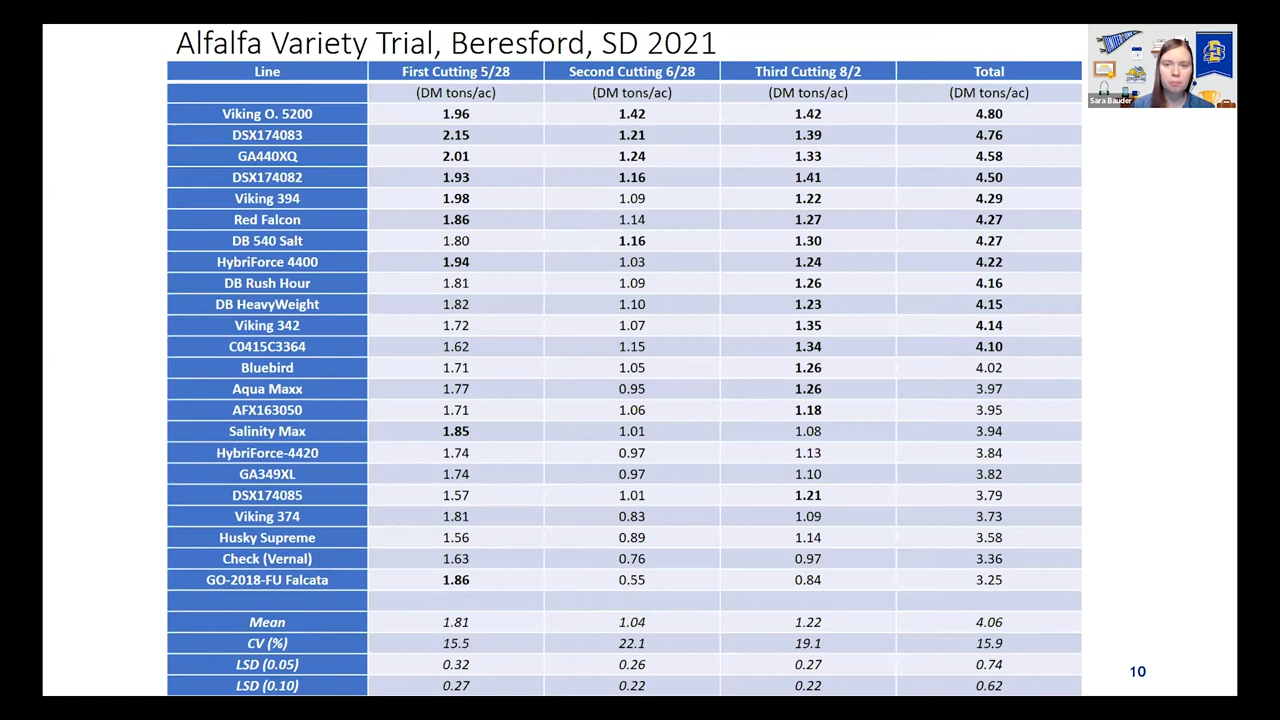 Alfalfa Variety Trial, Beresford, SD 2021
Line First Cutting 5/28 Second Cutting 6/28 Third Cutting 8/2 Total
(DM tons/ac) (DM tons/ac) (DM tons/ac) (DM tons/ac)
Viking O. 5200 1.96 1.42 1.42 4.80
DSX174083 2.15 1.21 1.39 4.76
GA440XQ 2.01 1.24 1.33 4.58
DSX174082 1.93 1.16 1.41 4.50
Viking 394 1.98 1.09 1.22 4.29
Red Falcon 1.86 1.14 1.27 4.27
DB 540 Salt 1.80 1.16 1.30 4.27
HybriForce 4400 1.94 1.03 1.24 4.22
DB Rush Hour 1.81 1.09 1.26 4.16
DB HeavyWeight 1.82 1.10 1.23 4.15
Viking 342 1.72 1.07 1.35 4.14
C0415C3364 1.62 1.15 1.34 4.10
Bluebird 1.71 1.05 1.26 4.02
Aqua Maxx 1.77 0.95 1.26 3.97
AFX163050 1.71 1.06 1.18 3.95
Salinity Max 1.85 1.01 1.08 3.94
HybriForce-4420 1.74 0.97 1.13 3.84
GA349XL 1.74 0.97 1.10 3.82
DSX174085 1.57 1.01 1.21 3.79
Viking 374 1.81 0.83 1.09 3.73
Husky Supreme 1.56 0.89 1.14 3.58
Check (Vernal) 1.63 0.76 0.97 3.36
GO-2018-FU Falcata 1.86 0.55 0.84 3.25
Mean 1.81 1.04 1.22 4.06
CV (%) 15.5 22.1 19.1 15.9
LSD (0.05) 0.32 0.26 0.27 0.74
LSD (0.10) 0.27 0.22 0.22 0.62
10
Sara Bauder